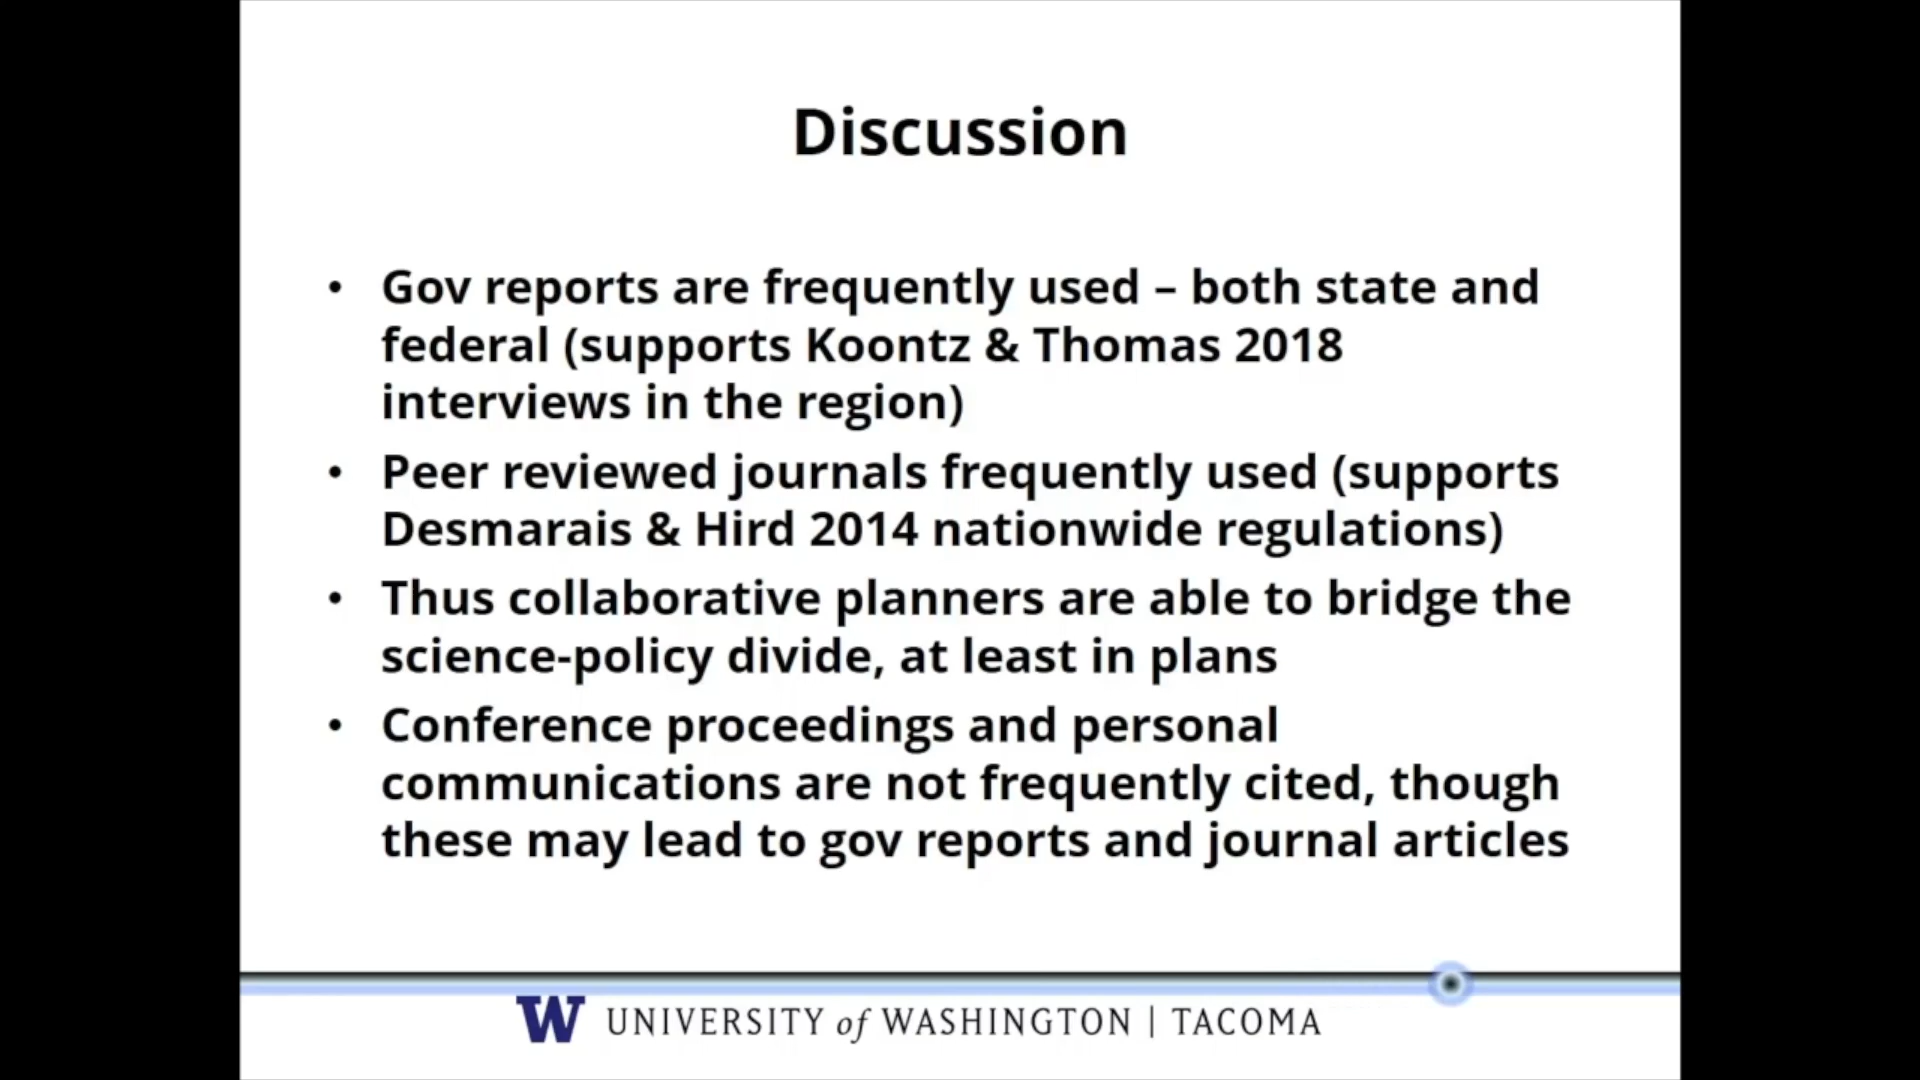 Discussion
• Gov reports are frequently used – both state and
federal (supports Koontz & Thomas 2018
interviews in the region)
• Peer reviewed journals frequently used (supports
Desmarais & Hird 2014 nationwide regulations)
• Thus collaborative planners are able to bridge the
science-policy divide, at least in plans
• Conference proceedings and personal
communications are not frequently cited, though
these may lead to gov reports and journal articles
W UNIVERSITY of WASHINGTON | TACOMA